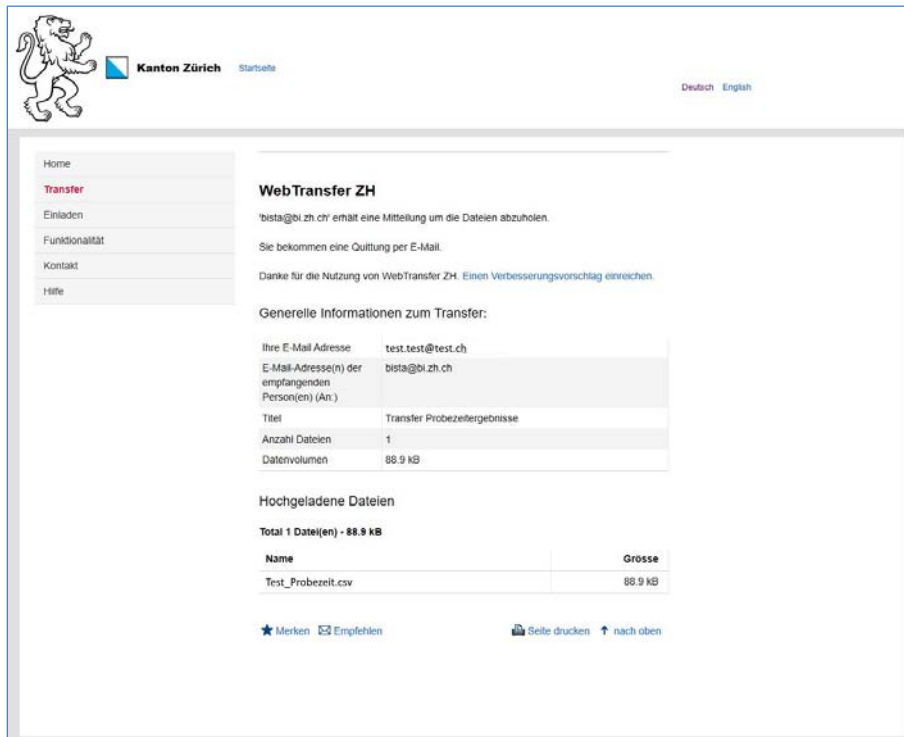 Kanton Zürich
Startseite
Deutsch English
Home
Transfer
Einladen
Funktionalität
Kontakt
Hilfe
WebTransfer ZH
'bista@bi.zh.ch' erhält eine Mitteilung um die Dateien abzuholen.
Sie bekommen eine Quittung per E-Mail.
Danke für die Nutzung von WebTransfer ZH. Einen Verbesserungsvorschlag einreichen.
Generelle Informationen zum Transfer:
Ihre E-Mail Adresse test.test@test.ch
E-Mail-Adresse(n) der bista@bi.zh.ch
empfangenden
Person(en) (An:)
Titel Transfer Probezeitergebnisse
Anzahl Dateien 1
Datenvolumen 88.9 kB
Hochgeladene Dateien
Total 1 Datei(en) - 88.9 kB
Name Grösse
Test_Probezeit.csv 88.9 kB
Merken Empfehlen Seite drucken nach oben